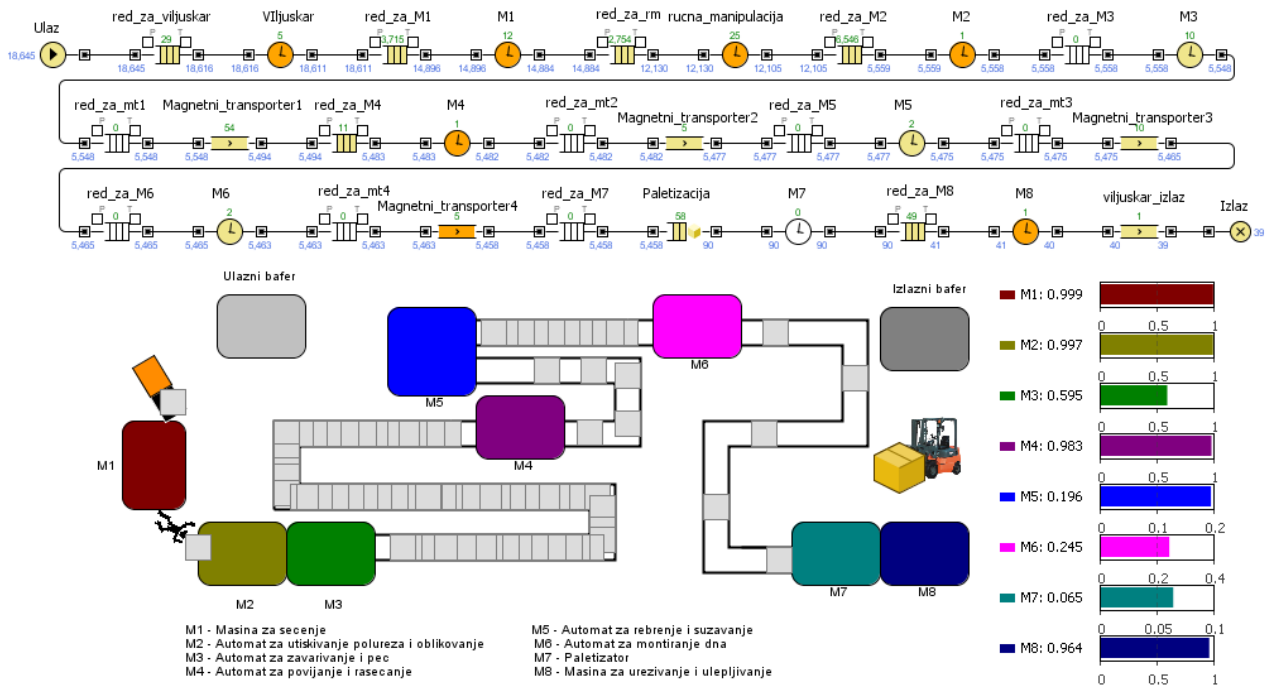 Ulaz
red_za_viljuskar
VIljuskar
red_za_M1
M1
red_za_rm
rucna_manipulacija
red_za_M2
M2
red_za_M3
M3
P 29 T
5
P 3,715 T
12
P 2,754 T
25
P 6,546 T
1
P 0 T
10
18,645 18,645 18,616 18,616 18,611 18,611 14,896 14,896 14,884 14,884 12,130 12,130 12,105 12,105 5,559 5,559 5,558 5,558 5,558 5,558 5,548
red_za_mt1
Magnetni_transporter1
red_za_M4
M4
red_za_mt2
Magnetni_transporter2
red_za_M5
M5
red_za_mt3
Magnetni_transporter3
P 0 T
54
P 11 T
1
P 0 T
5
P 0 T
2
P 0 T
10
5,548 5,548 5,548 5,494 5,494 5,483 5,483 5,482 5,482 5,482 5,482 5,477 5,477 5,477 5,477 5,475 5,475 5,475 5,475 5,465
red_za_M6
M6
red_za_mt4
Magnetni_transporter4
red_za_M7
Paletizacija
M7
red_za_M8
M8
viljuskar_izlaz
Izlaz
P 0 T
2
P 0 T
5
P 0 T
58
0
P 49 T
1
1
5,465 5,465 5,465 5,463 5,463 5,463 5,463 5,458 5,458 5,458 5,458 90 90 90 90 41 41 40 40 39 39
Ulazni bafer
Izlazni bafer
M1
M2
M3
M4
M5
M6
M7
M8
M1: 0.999
0 0.5 1
M2: 0.997
0 0.5 1
M3: 0.595
0 0.5 1
M4: 0.983
0 0.5 1
M5: 0.196
0 0.1 0.2
M6: 0.245
0 0.2 0.4
M7: 0.065
0 0.05 0.1
M8: 0.964
0 0.5 1
M1 - Masina za secenje
M2 - Automat za utiskivanje polureza i oblikovanje
M3 - Automat za zavarivanje i pec
M4 - Automat za povijanje i rasecanje
M5 - Automat za rebrenje i suzavanje
M6 - Automat za montiranje dna
M7 - Paletizator
M8 - Masina za urezivanje i ulepljivanje